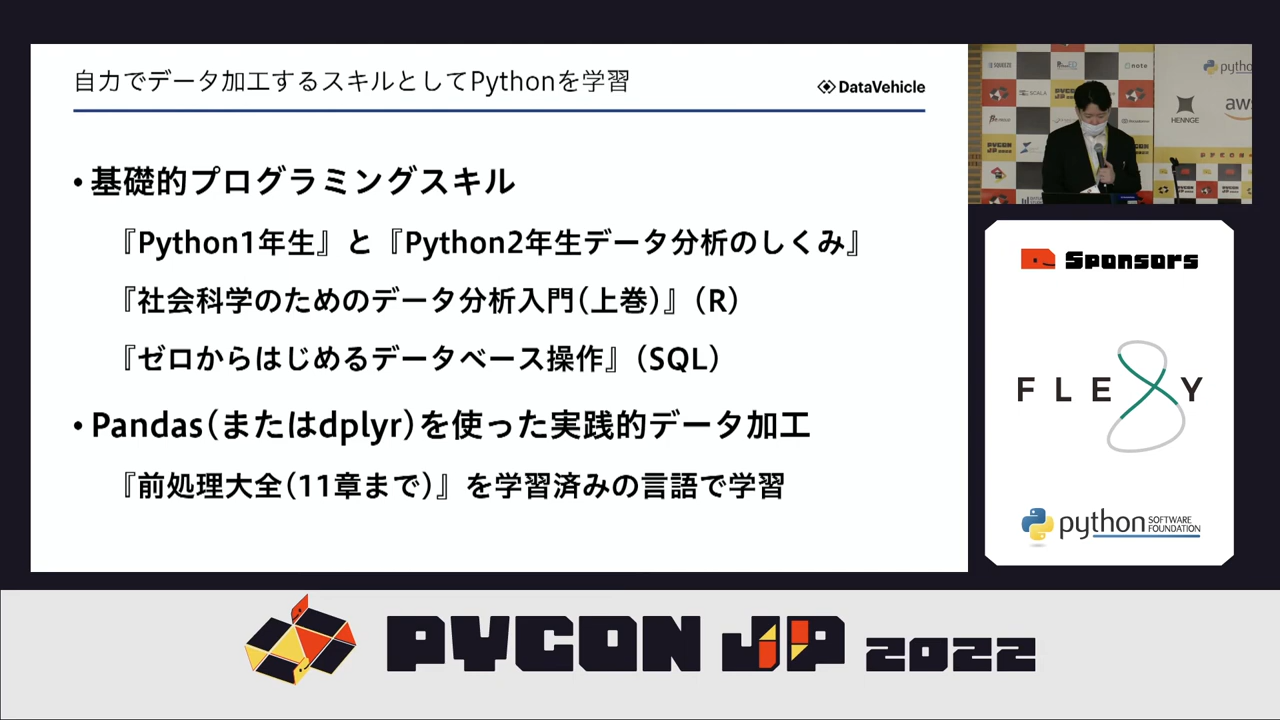 自力でデータ加工するスキルとしてPythonを学習
DataVehicle
• 基礎的プログラミングスキル
『Python1年生』と『Python2年生データ分析のしくみ』
『社会科学のためのデータ分析入門(上巻)』(R)
『ゼロからはじめるデータベース操作』(SQL)
• Pandas(またはdplyr)を使った実践的データ加工
『前処理大全(11章まで)』を学習済みの言語で学習
note
python
HENNGE
aws
Sponsors
FLEXY
python SOFTWARE FOUNDATION
PYCON JP 2022